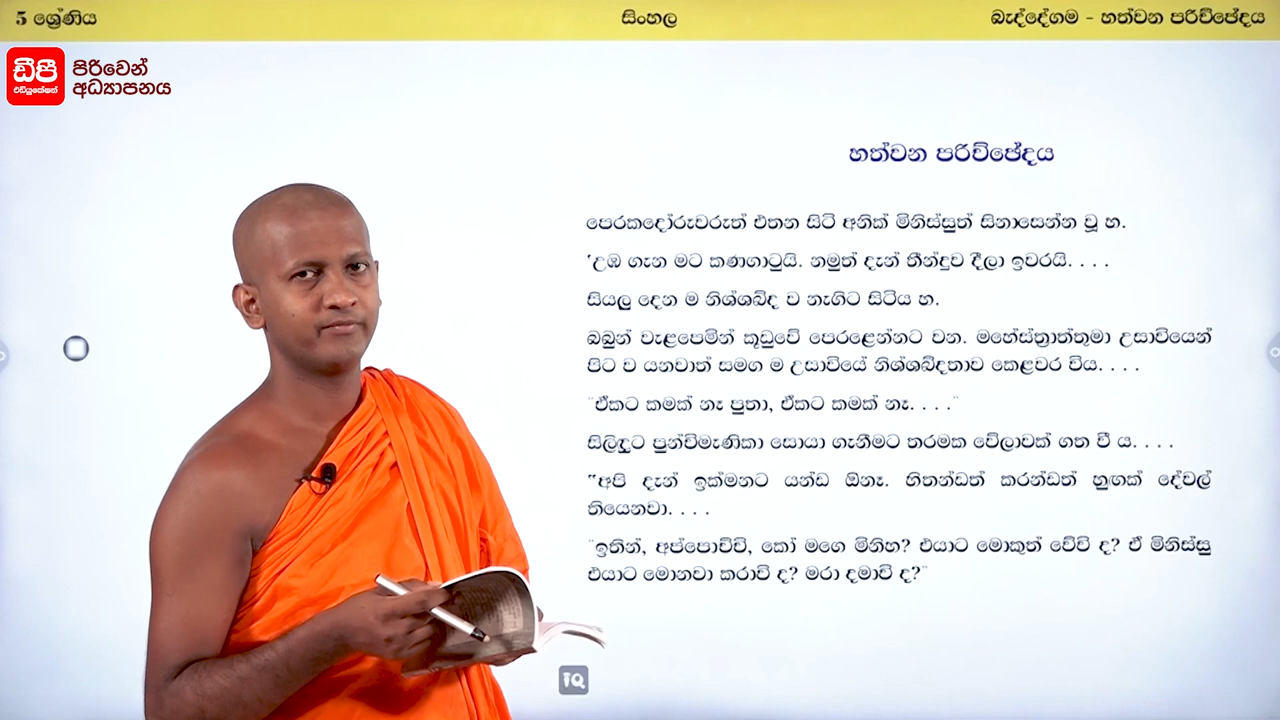 5 ශ්‍රේණිය
සිංහල
බැද්දේගම - හත්වන පරිච්ඡේදය
ඩීපී
එඩියුකේෂන්
පිරිවෙන්
අධ්‍යාපනය
හත්වන පරිච්ඡේදය
පෙරකදෝරුවරුත් එතන සිටි අනික් මිනිස්සුත් සිනාසෙන්න වූ හ.
‘උඹ ගැන මට කණගාටුයි. නමුත් දැන් තීන්දුව දීලා ඉවරයි. . . .
සියලු දෙන ම නිශ්ශබ්ද ව නැගිට සිටිය හ.
බබුන් වැළපෙමින් කූඩුවේ පෙරළෙන්නට වන. මහේස්ත්‍රාත්තුමා උසාවියෙන්
පිට ව යනවාත් සමග ම උසාවියේ නිශ්ශබ්දතාව කෙළවර විය. . . .
¨ඒකට කමක් නෑ පුතා, ඒකට කමක් නෑ. . . .¨
සිලිඳුට පුන්චිමැණිකා සොයා ගැනීමට තරමක වේලාවක් ගත වී ය. . . .
“අපි දැන් ඉක්මනට යන්ඩ ඕනෑ. හිතන්ඩත් කරන්ඩත් හුඟක් දේවල්
තියෙනවා. . . .
¨ඉතින්, අප්පොච්චි, කෝ මගෙ මිනිහ? එයාට මොකුත් වේවි ද? ඒ මිනිස්සු
එයාට මොනවා කරාවි ද? මරා දමාවි ද?¨
IQ